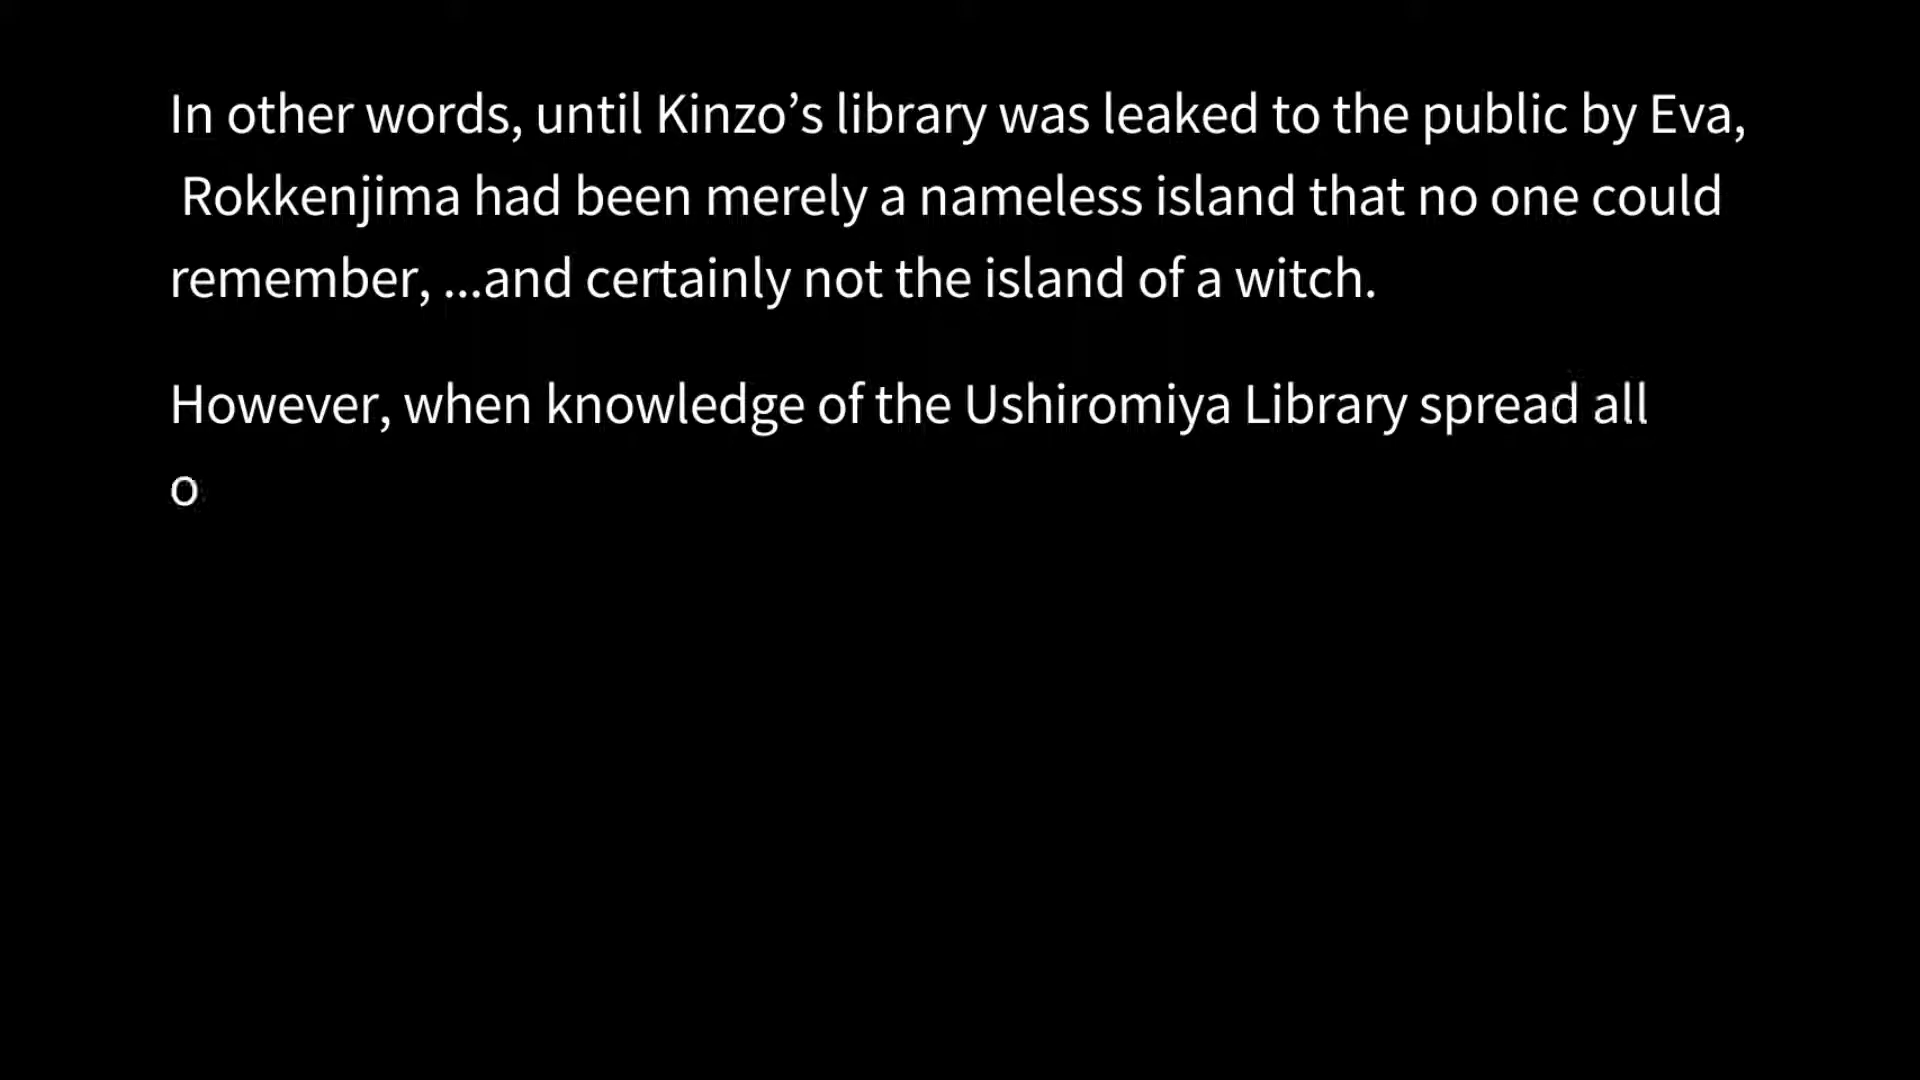 In other words, until Kinzo’s library was leaked to the public by Eva,
Rokkenjima had been merely a nameless island that no one could
remember, ...and certainly not the island of a witch.
However, when knowledge of the Ushiromiya Library spread all
o